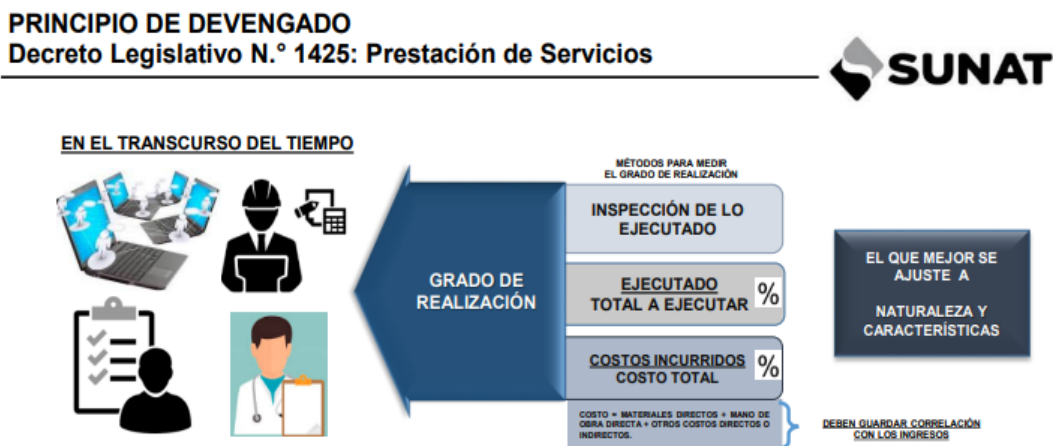 PRINCIPIO DE DEVENGADO
Decreto Legislativo N.° 1425: Prestación de Servicios
SUNAT
EN EL TRANSCURSO DEL TIEMPO
MÉTODOS PARA MEDIR
EL GRADO DE REALIZACIÓN
GRADO DE
REALIZACIÓN
INSPECCIÓN DE LO
EJECUTADO
EJECUTADO
TOTAL A EJECUTAR
%
COSTOS INCURRIDOS
COSTO TOTAL
%
COSTO = MATERIALES DIRECTOS + MANO DE
OBRA DIRECTA + OTROS COSTOS DIRECTOS O
INDIRECTOS.
EL QUE MEJOR SE
AJUSTE A
NATURALEZA Y
CARACTERÍSTICAS
DEBEN GUARDAR CORRELACIÓN
CON LOS INGRESOS